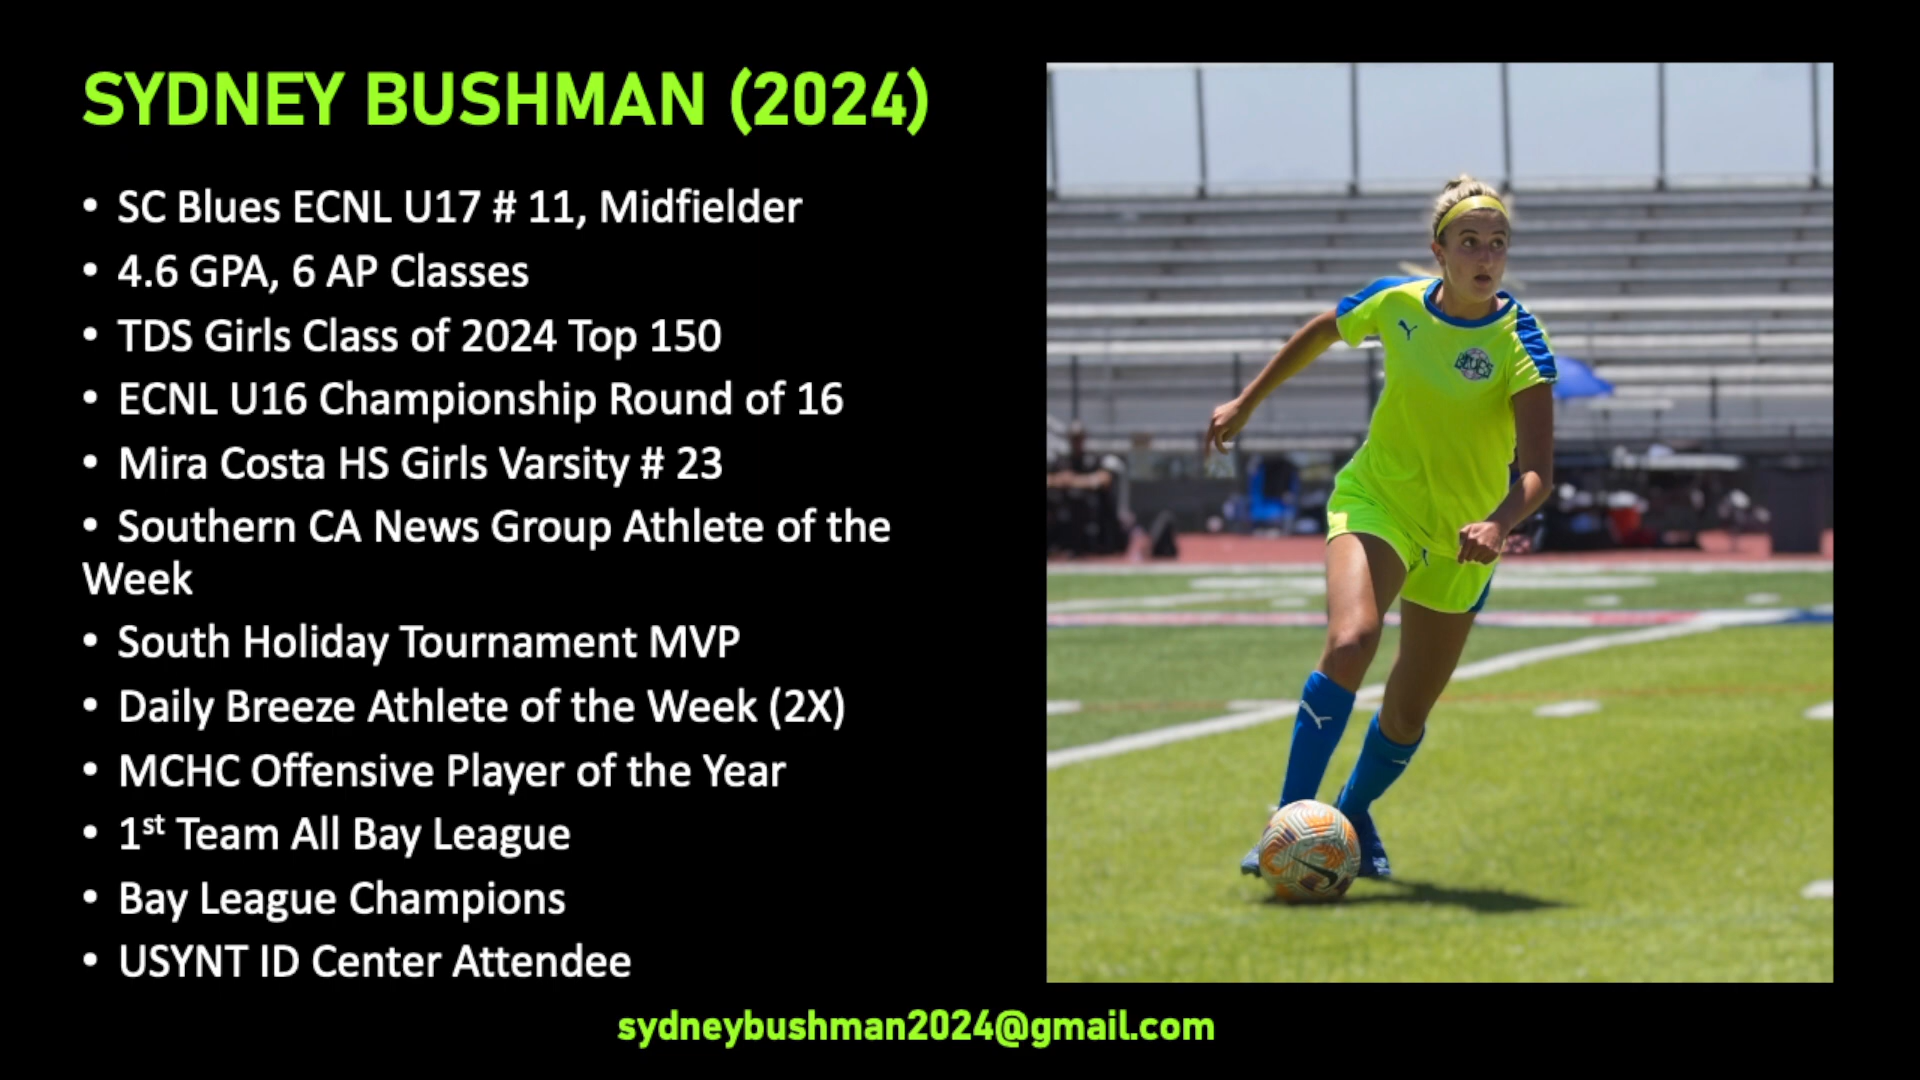 SYDNEY BUSHMAN (2024)
• SC Blues ECNL U17 # 11, Midfielder
• 4.6 GPA, 6 AP Classes
• TDS Girls Class of 2024 Top 150
• ECNL U16 Championship Round of 16
• Mira Costa HS Girls Varsity # 23
• Southern CA News Group Athlete of the
Week
• South Holiday Tournament MVP
• Daily Breeze Athlete of the Week (2X)
• MCHC Offensive Player of the Year
• 1st Team All Bay League
• Bay League Champions
• USYNT ID Center Attendee
BLUES
sydneybushman2024@gmail.com